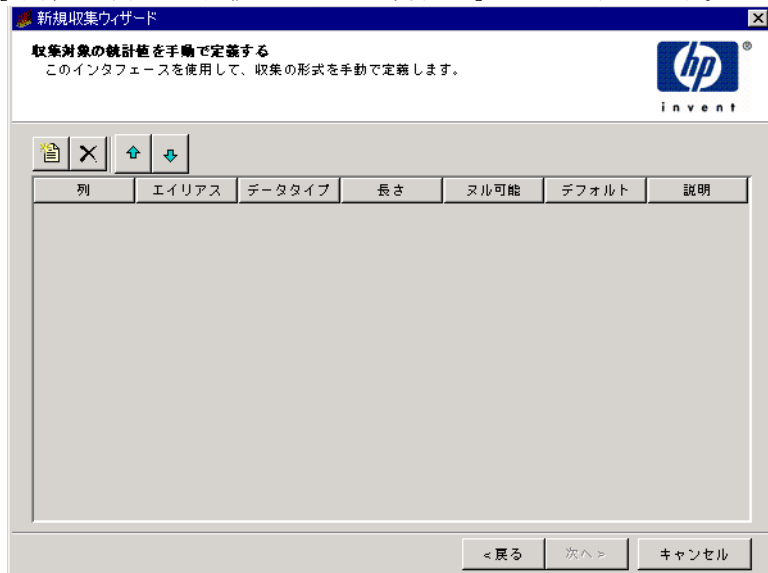 新規収集ウィザード
収集対象の統計値を手動で定義する
このインタフェースを使用して、収集の形式を手動で定義します。
hp
®
invent
列 エイリアス データタイプ 長さ ヌル可能 デフォルト 説明
<戻る 次へ> キャンセル